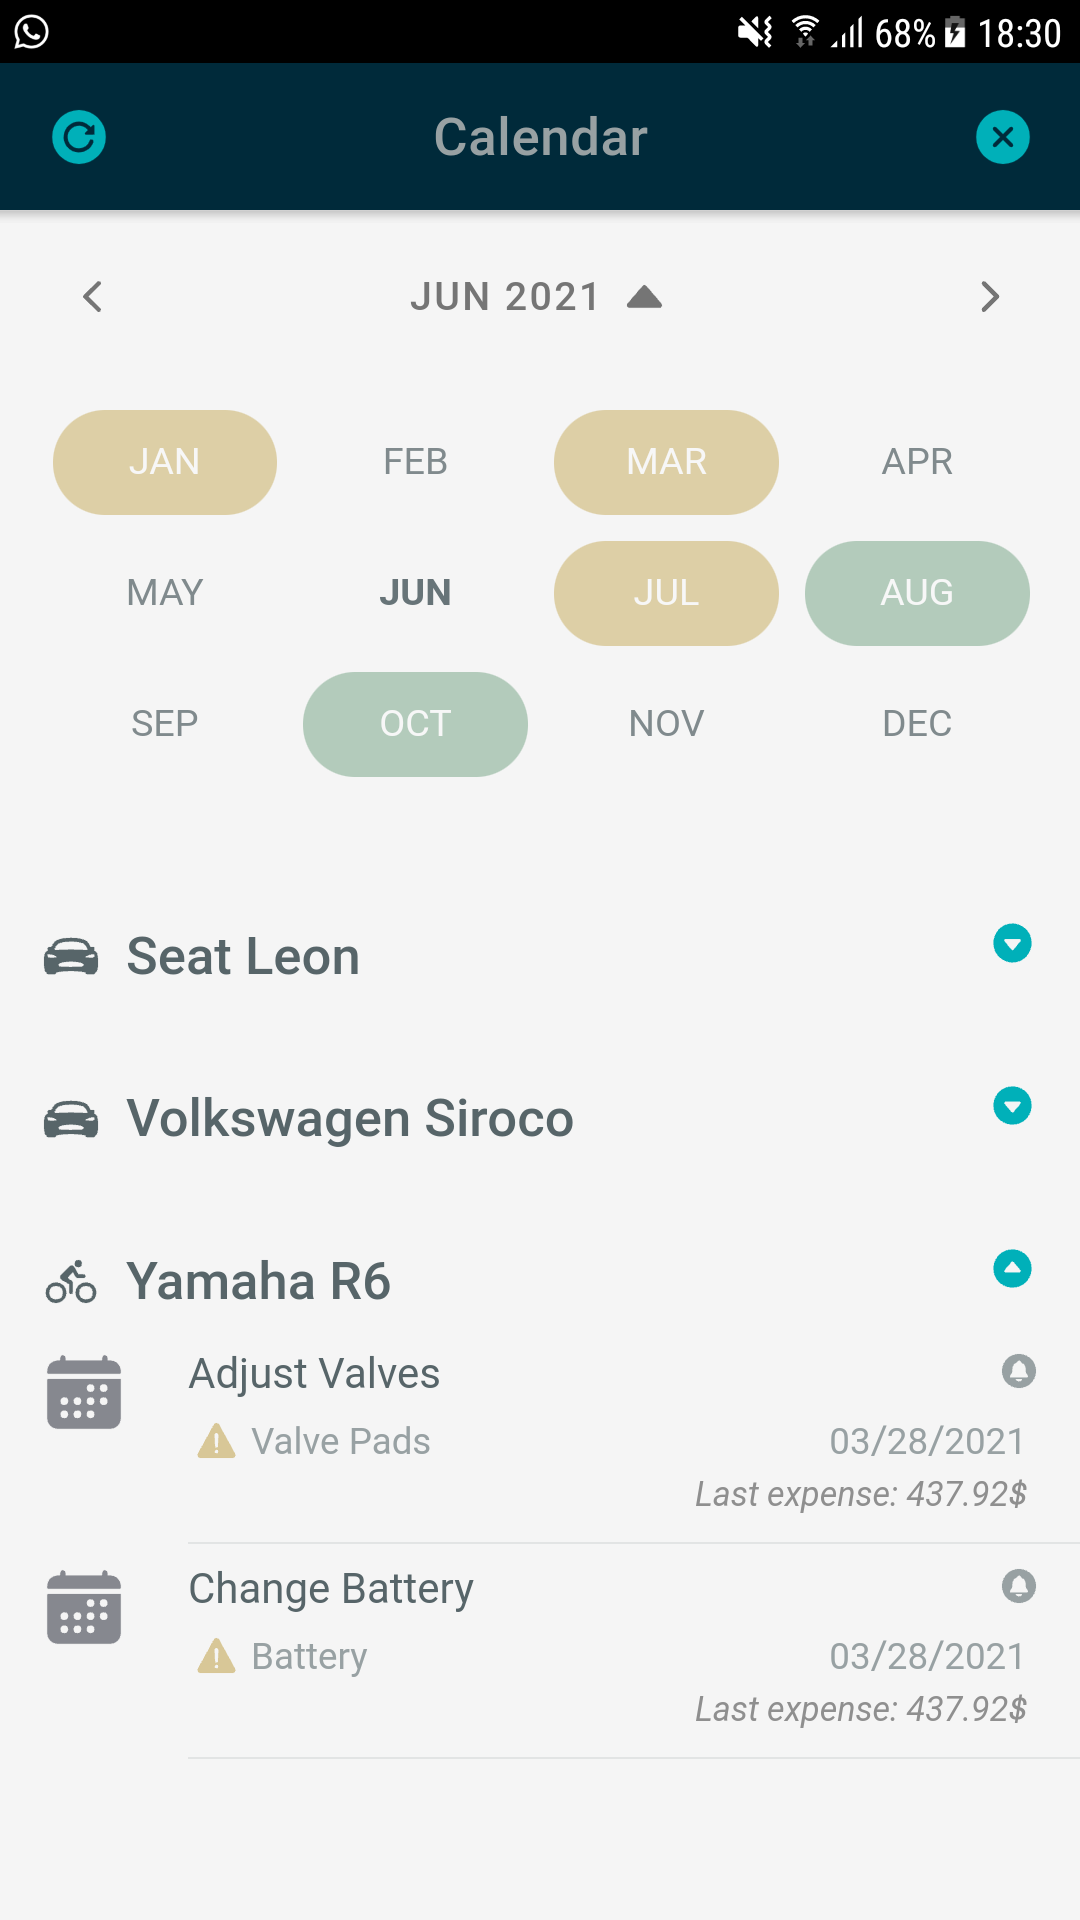 68% 18:30
Calendar
JUN 2021
JAN FEB MAR APR
MAY JUN JUL AUG
SEP OCT NOV DEC
Seat Leon
Volkswagen Siroco
Yamaha R6
Adjust Valves
Valve Pads 03/28/2021
Last expense: 437.92$
Change Battery
Battery 03/28/2021
Last expense: 437.92$